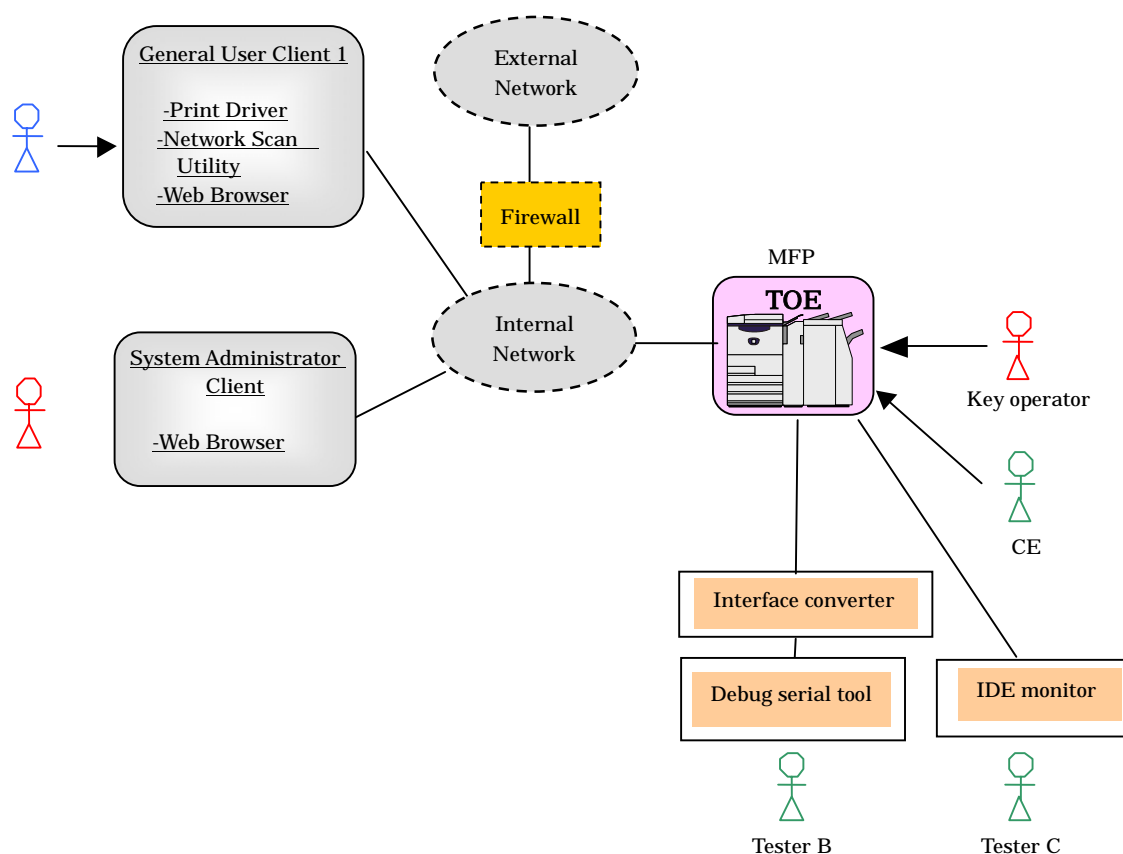 General User Client 1
-Print Driver
-Network Scan
Utility
-Web Browser
External
Network
Firewall
MFP
TOE
Internal
Network
System Administrator
Client
-Web Browser
Key operator
CE
Interface converter
Debug serial tool
IDE monitor
Tester B
Tester C